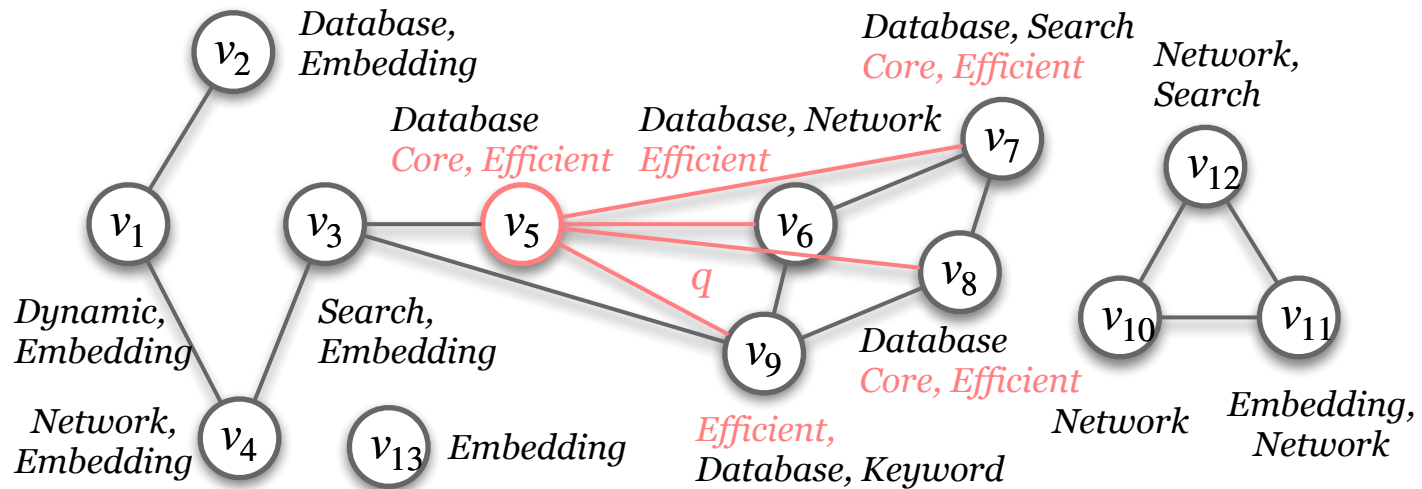 v2
Database,
Embedding
Database
Core, Efficient
Database, Network
Efficient
Database, Search
Core, Efficient
Network,
Search
v7
v12
v1
v3
v5
v6
v8
q
Dynamic,
Embedding
Search,
Embedding
v9
Database
Core, Efficient
v10
v11
Network,
Embedding
v4
v13
Embedding
Efficient,
Database, Keyword
Network
Embedding,
Network